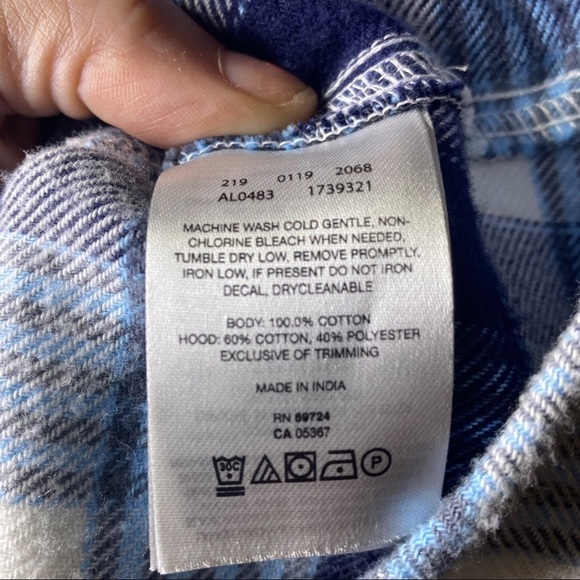 219 0119 2068
AL0483 1739321
MACHINE WASH COLD GENTLE, NON-
CHLORINE BLEACH WHEN NEEDED,
TUMBLE DRY LOW, REMOVE PROMPTLY,
IRON LOW, IF PRESENT DO NOT IRON
DECAL, DRYCLEANABLE
BODY: 100.0% COTTON
HOOD: 60% COTTON, 40% POLYESTER
EXCLUSIVE OF TRIMMING
MADE IN INDIA
RN 69724
CA 05367
30C P